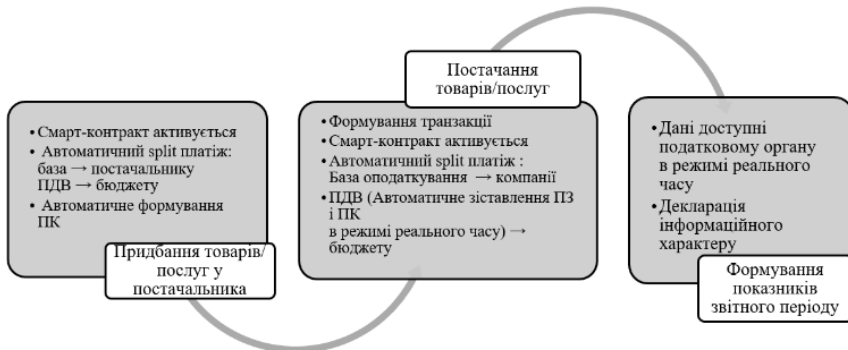 • Смарт-контракт активується
• Автоматичний split платіж:
база → постачальнику
ПДВ → бюджету
• Автоматичне формування
ПК
Придбання товарів/
послуг у
постачальника
Постачання
товарів/послуг
• Формування транзакції
• Смарт-контракт активується
• Автоматичний split платіж :
База оподаткування → компанії
• ПДВ (Автоматичне зіставлення ПЗ
і ПК
в режимі реального часу) →
бюджету
• Дані доступні
податковому органу
в режимі реального
часу
• Декларація
інформаційного
характеру
Формування
показників
звітного періоду